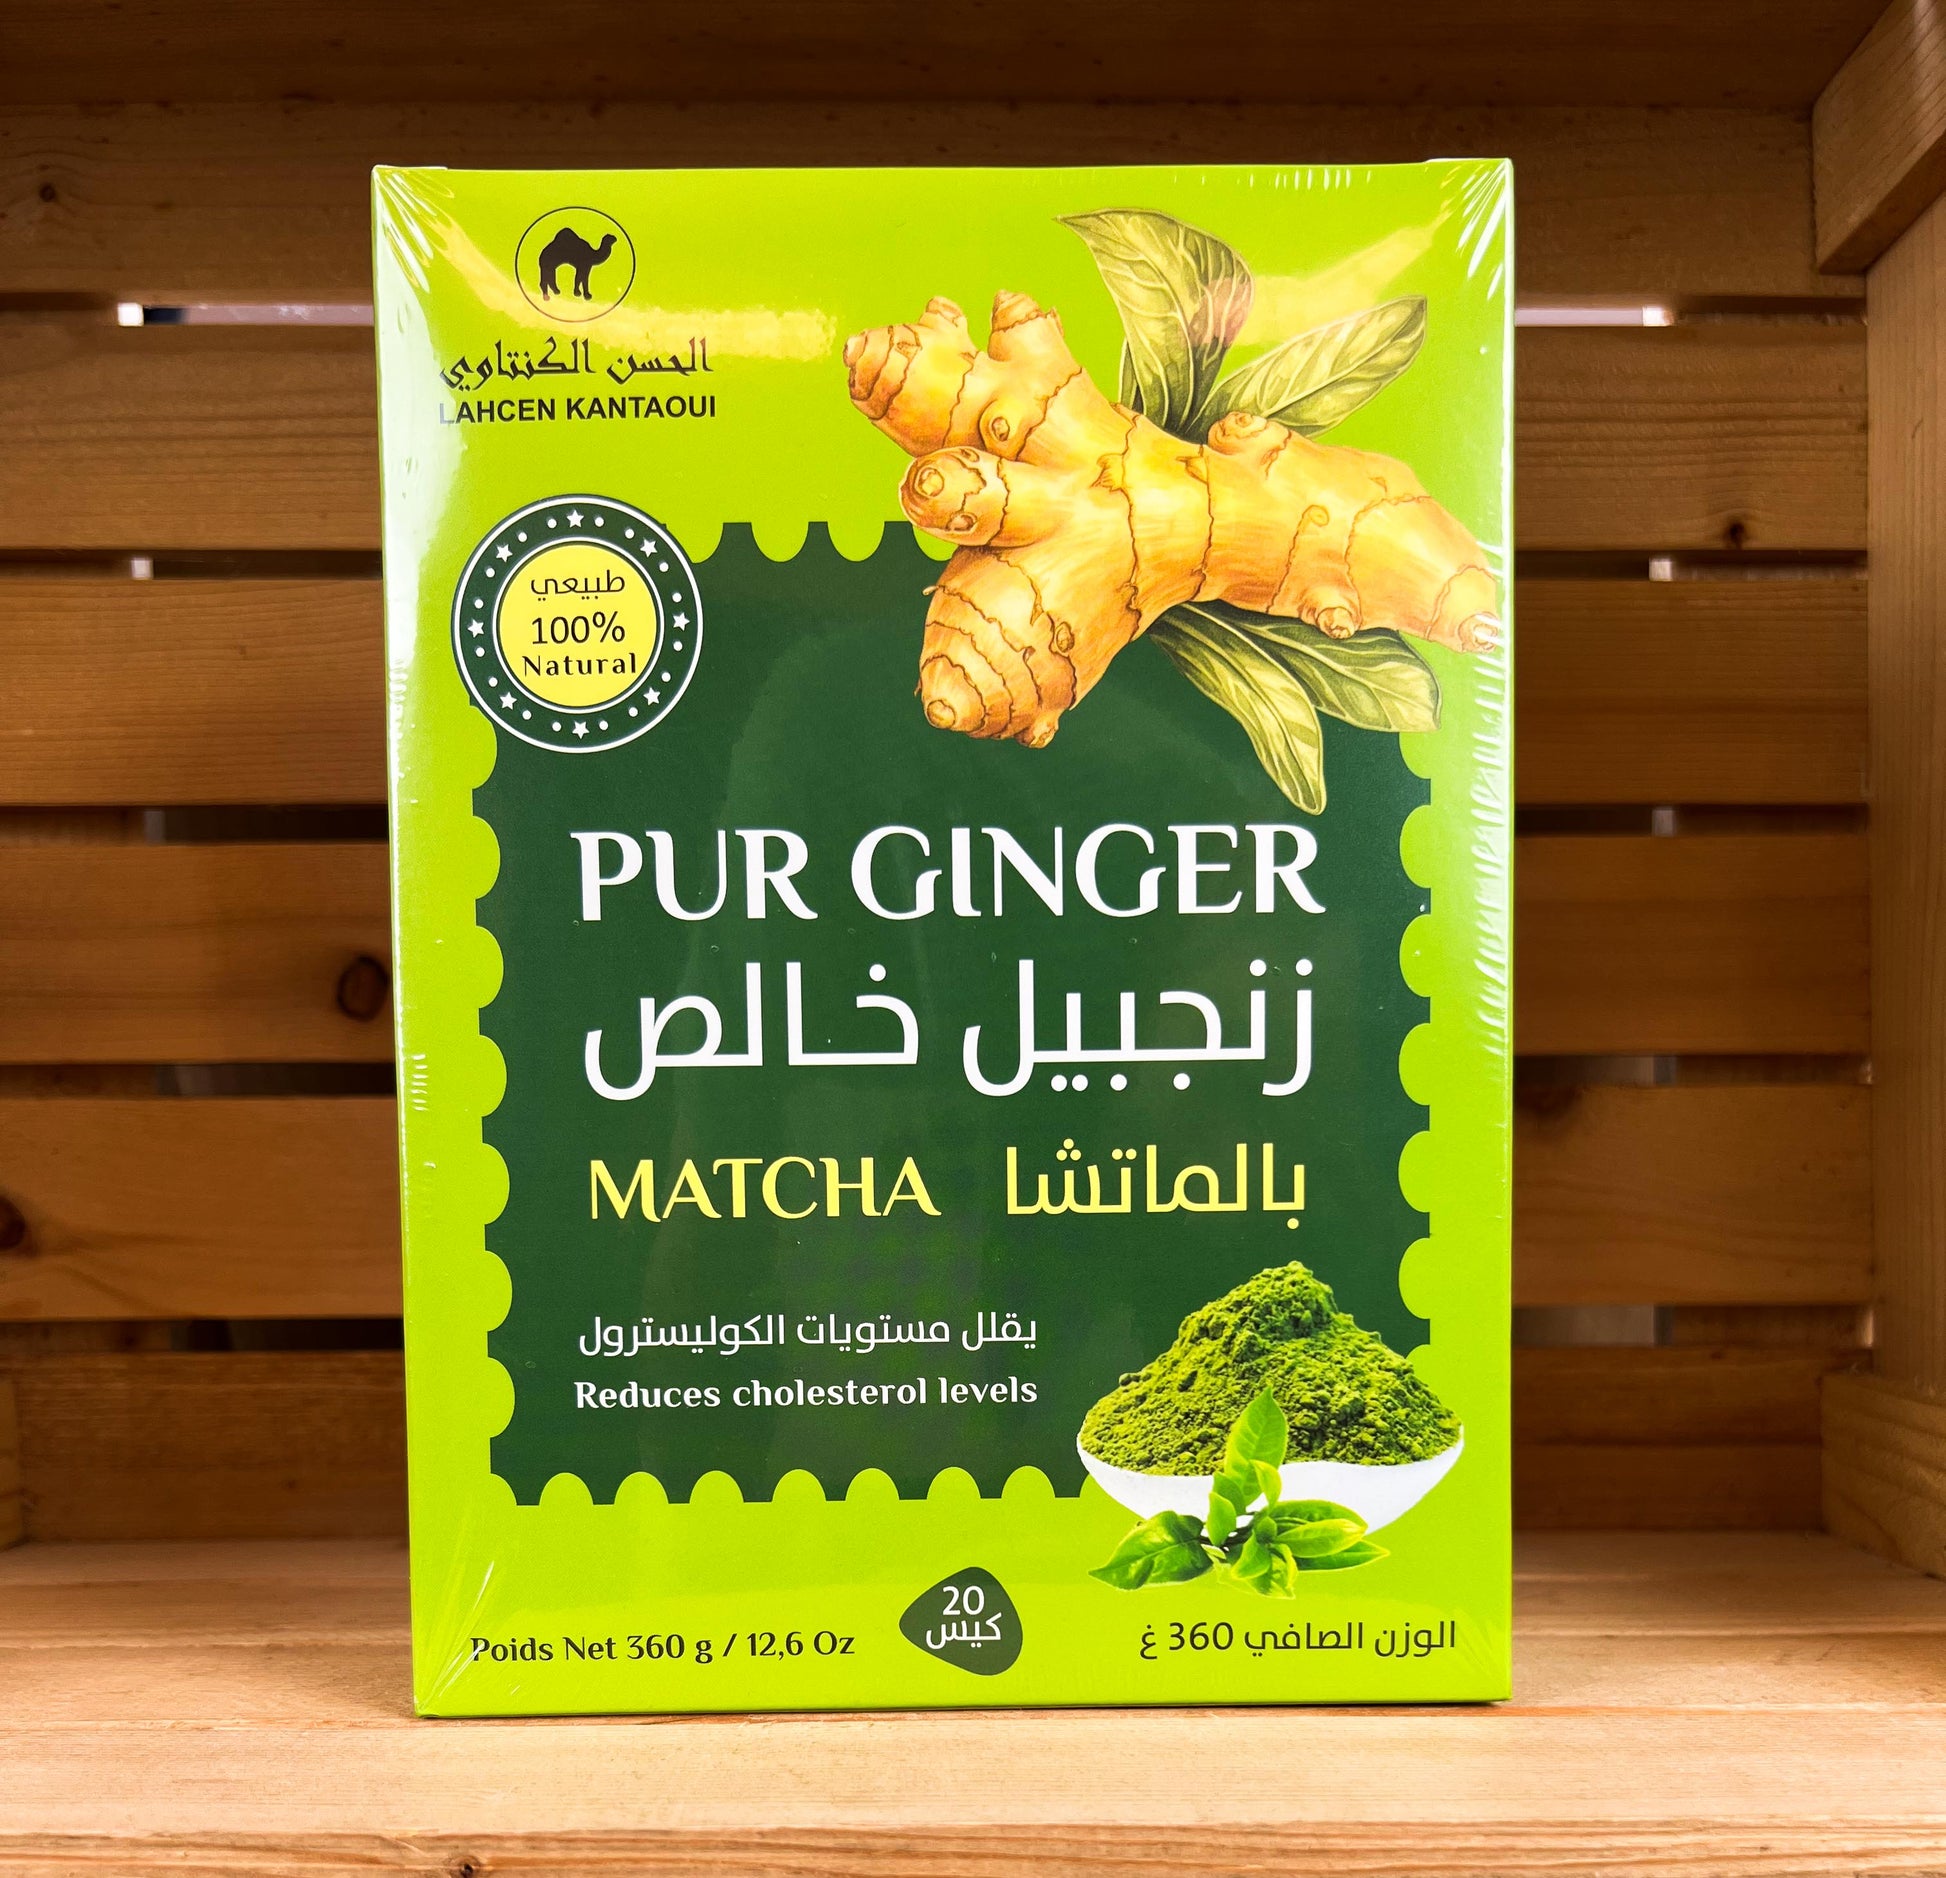 الحسن الكنتاوي
LAHCEN KANTAOUI
طبيعي
100%
Natural
PUR GINGER
زنجبيل خالص
MATCHA بالماتشا
يقلل مستويات الكوليسترول
Reduces cholesterol levels
Poids Net 360 g / 12,6 Oz
20
كيس
الوزن الصافي 360 غ